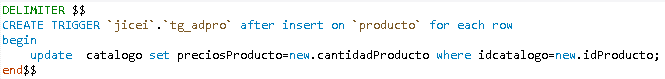 DELIMITER $$
CREATE TRIGGER `jicei`.`tg_adpro` after insert on `producto` for each row
begin
update catalogo set preciosProducto=new.cantidadProducto where idcatalogo=new.idProducto;
end$$